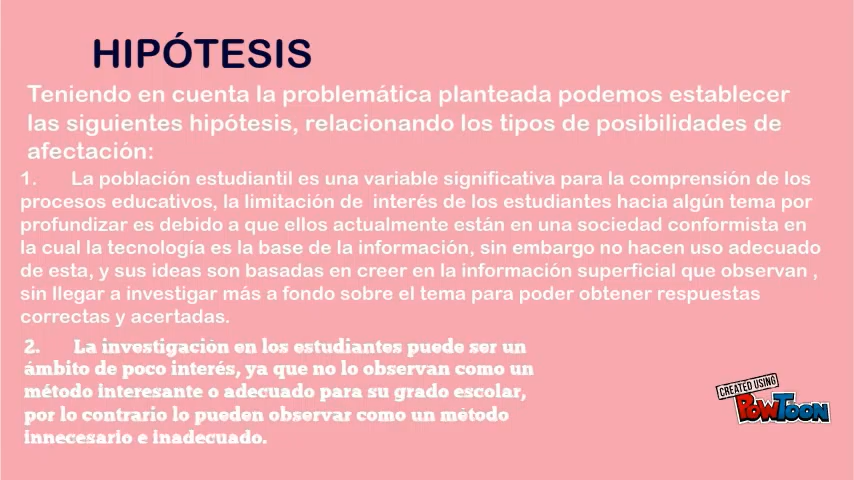 HIPÓTESIS
Teniendo en cuenta la problemática planteada podemos establecer
las siguientes hipótesis, relacionando los tipos de posibilidades de
afectación:
1. La población estudiantil es una variable significativa para la comprensión de los
procesos educativos, la limitación de interés de los estudiantes hacia algún tema por
profundizar es debido a que ellos actualmente están en una sociedad conformista en
la cual la tecnología es la base de la información, sin embargo no hacen uso adecuado
de esta, y sus ideas son basadas en creer en la información superficial que observan ,
sin llegar a investigar más a fondo sobre el tema para poder obtener respuestas
correctas y acertadas.
2. La investigación en los estudiantes puede ser un
ámbito de poco interés, ya que no lo observan como un
método interesante o adecuado para su grado escolar,
por lo contrario lo pueden observar como un método
innecesario e inadecuado.
CREATED USING
POWTOON